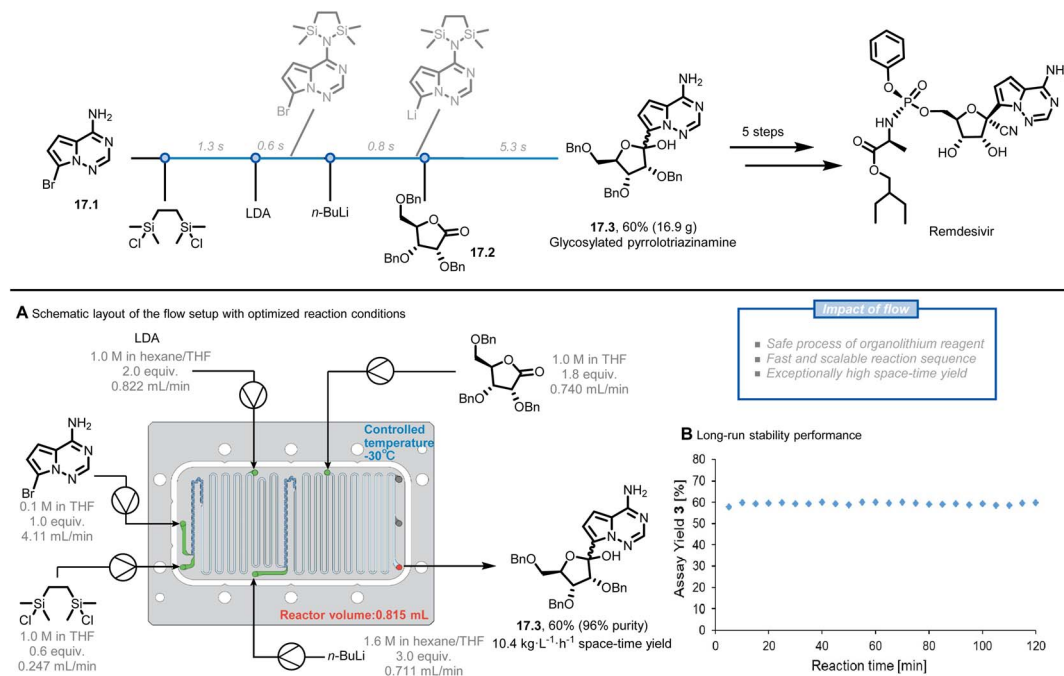 NH₂
N
N
N
Br
17.1
Si
Si
N
N
N
N
Br
Si
Si
N
N
N
N
Li
1.3 s
0.6 s
0.8 s
5.3 s
Si
Cl
Si
Cl
LDA
n-BuLi
OBn
O
O
BnO
OBn
17.2
NH₂
N
N
N
BnO
O
OH
BnO
OBn
17.3, 60% (16.9 g)
Glycosylated pyrrolotriazinamine
5 steps
O
O
P
O
HN
O
O
O
CN
HO
OH
N
N
N
NH
Remdesivir
A Schematic layout of the flow setup with optimized reaction conditions
Impact of flow
Safe process of organolithium reagent
Fast and scalable reaction sequence
Exceptionally high space-time yield
LDA
1.0 M in hexane/THF
2.0 equiv.
0.822 mL/min
OBn
O
O
BnO
OBn
1.0 M in THF
1.8 equiv.
0.740 mL/min
NH₂
N
N
N
Br
0.1 M in THF
1.0 equiv.
4.11 mL/min
Si
Cl
Si
Cl
1.0 M in THF
0.6 equiv.
0.247 mL/min
Controlled
temperature
-30°C
Reactor volume:0.815 mL
n-BuLi
1.6 M in hexane/THF
3.0 equiv.
0.711 mL/min
NH₂
N
N
N
BnO
O
OH
BnO
OBn
17.3, 60% (96% purity)
10.4 kg·L⁻¹·h⁻¹ space-time yield
B Long-run stability performance
Assay Yield 3 [%]
80
70
60
50
40
30
20
10
0
0 20 40 60 80 100 120
Reaction time [min]